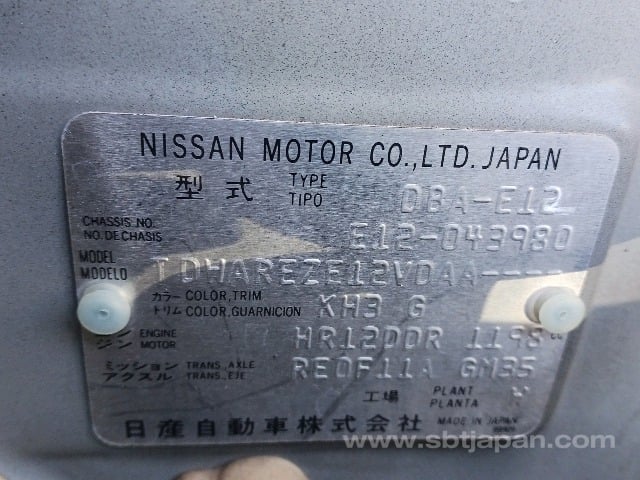 NISSAN MOTOR CO.,LTD. JAPAN
型式 TYPE TIPO DBA-E12
CHASSIS NO. NO.DE CHASIS E12-043980
MODEL MODELO TDHAREZE12VDAA----
カラー COLOR,TRIM
トリム COLOR,GUARNICION KH3 G
ENGINE
ジン MOTOR HR12DDR 1198 cc
ミッション TRANS.,AXLE
アクスル TRANS.,EJE RE0F11A GM35
工場 PLANT PLANTA
日産自動車株式会社 MADE IN JAPAN
www.sbtjapan.com